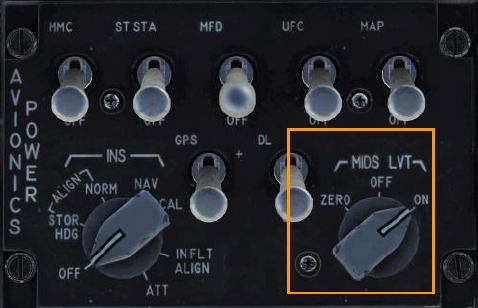 MMC
ST STA
MFD
UFC
MAP
OFF
OFF
OFF
OFF
OFF
AVIONICS
POWER
GPS
+
DL
INS
ALIGN
STOR
HDG
NORM
NAV
CAL
OFF
INFLT
ALIGN
ATT
MIDS LVT
ZERO
OFF
ON